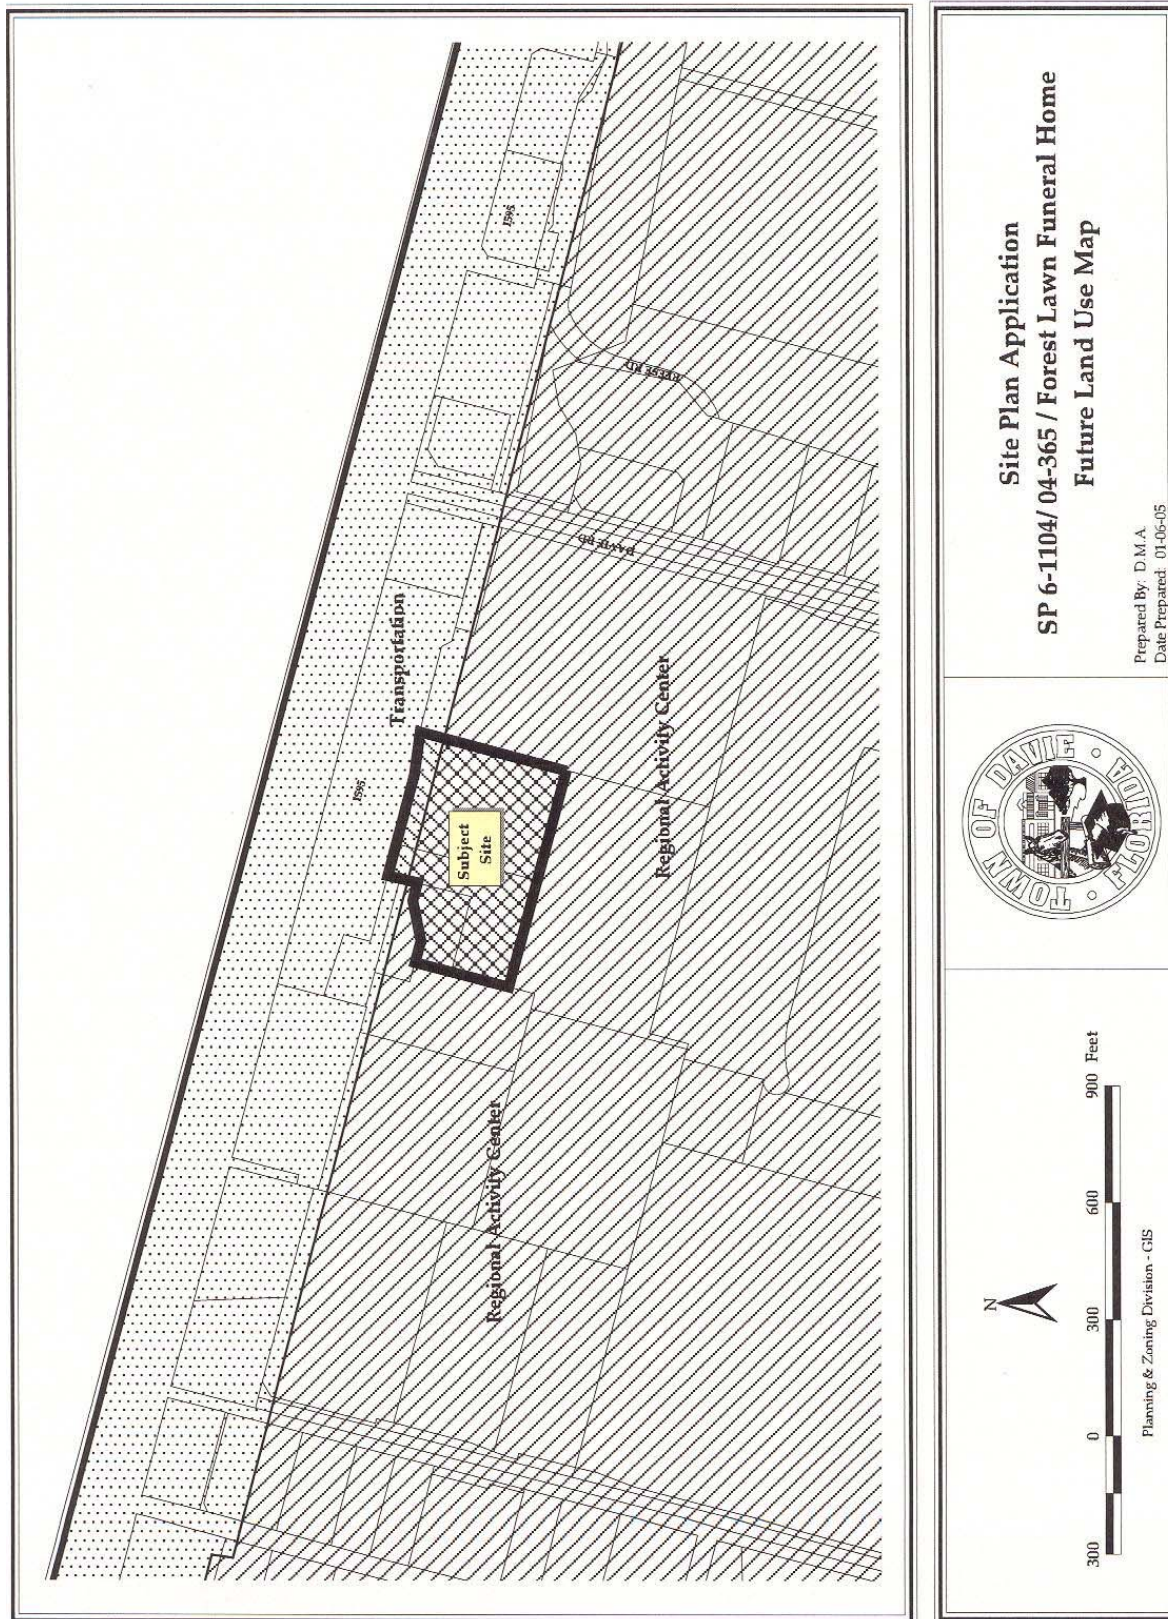 I595
REESE RD
DAVIE RD
Transportation
I595
Subject
Site
Regional Activity Center
Regional Activity Center
Site Plan Application
SP 6-1104/ 04-365 / Forest Lawn Funeral Home
Future Land Use Map
Prepared By: D.M.A.
Date Prepared: 01-06-05
TOWN OF DAVIE
FLORIDA
N
300 0 300 600 900 Feet
Planning & Zoning Division - GIS